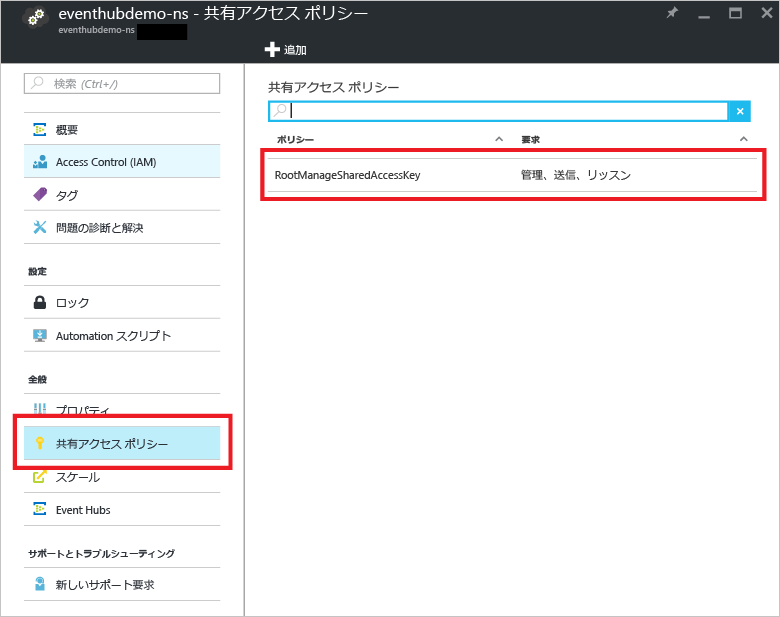 eventhubdemo-ns - 共有アクセス ポリシー
eventhubdemo-ns
追加
検索 (Ctrl+/)
概要
Access Control (IAM)
タグ
問題の診断と解決
設定
ロック
Automation スクリプト
全般
プロパティ
共有アクセス ポリシー
スケール
Event Hubs
サポートとトラブルシューティング
新しいサポート要求
共有アクセス ポリシー
ポリシー 要求
RootManageSharedAccessKey 管理、送信、リッスン